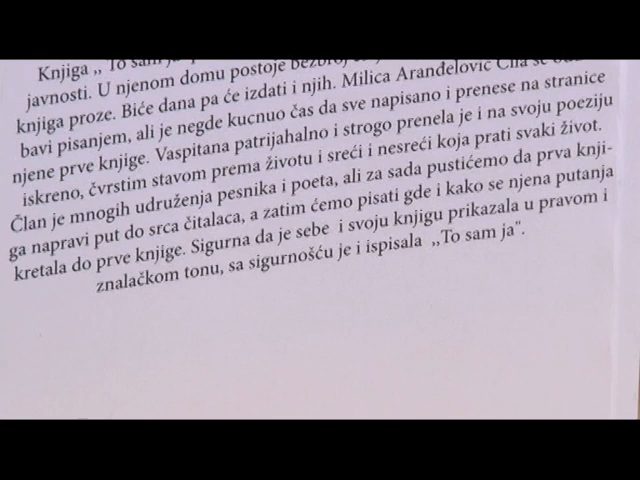 Knjiga ,, To sam
javnosti. U njenom domu postoje bezbroj
knjiga proze. Biće dana pa će izdati i njih. Milica Aranđelović Cila se
bavi pisanjem, ali je negde kucnuo čas da sve napisano i prenese na stranice
njene prve knjige. Vaspitana patrijahalno i strogo prenela je i na svoju poeziju
iskreno, čvrstim stavom prema životu i sreći i nesreći koja prati svaki život.
Član je mnogih udruženja pesnika i poeta, ali za sada pustićemo da prva knji-
ga napravi put do srca čitalaca, a zatim ćemo pisati gde i kako se njena putanja
kretala do prve knjige. Sigurna da je sebe i svoju knjigu prikazala u pravom i
znalačkom tonu, sa sigurnošću je i ispisala ,,To sam ja".